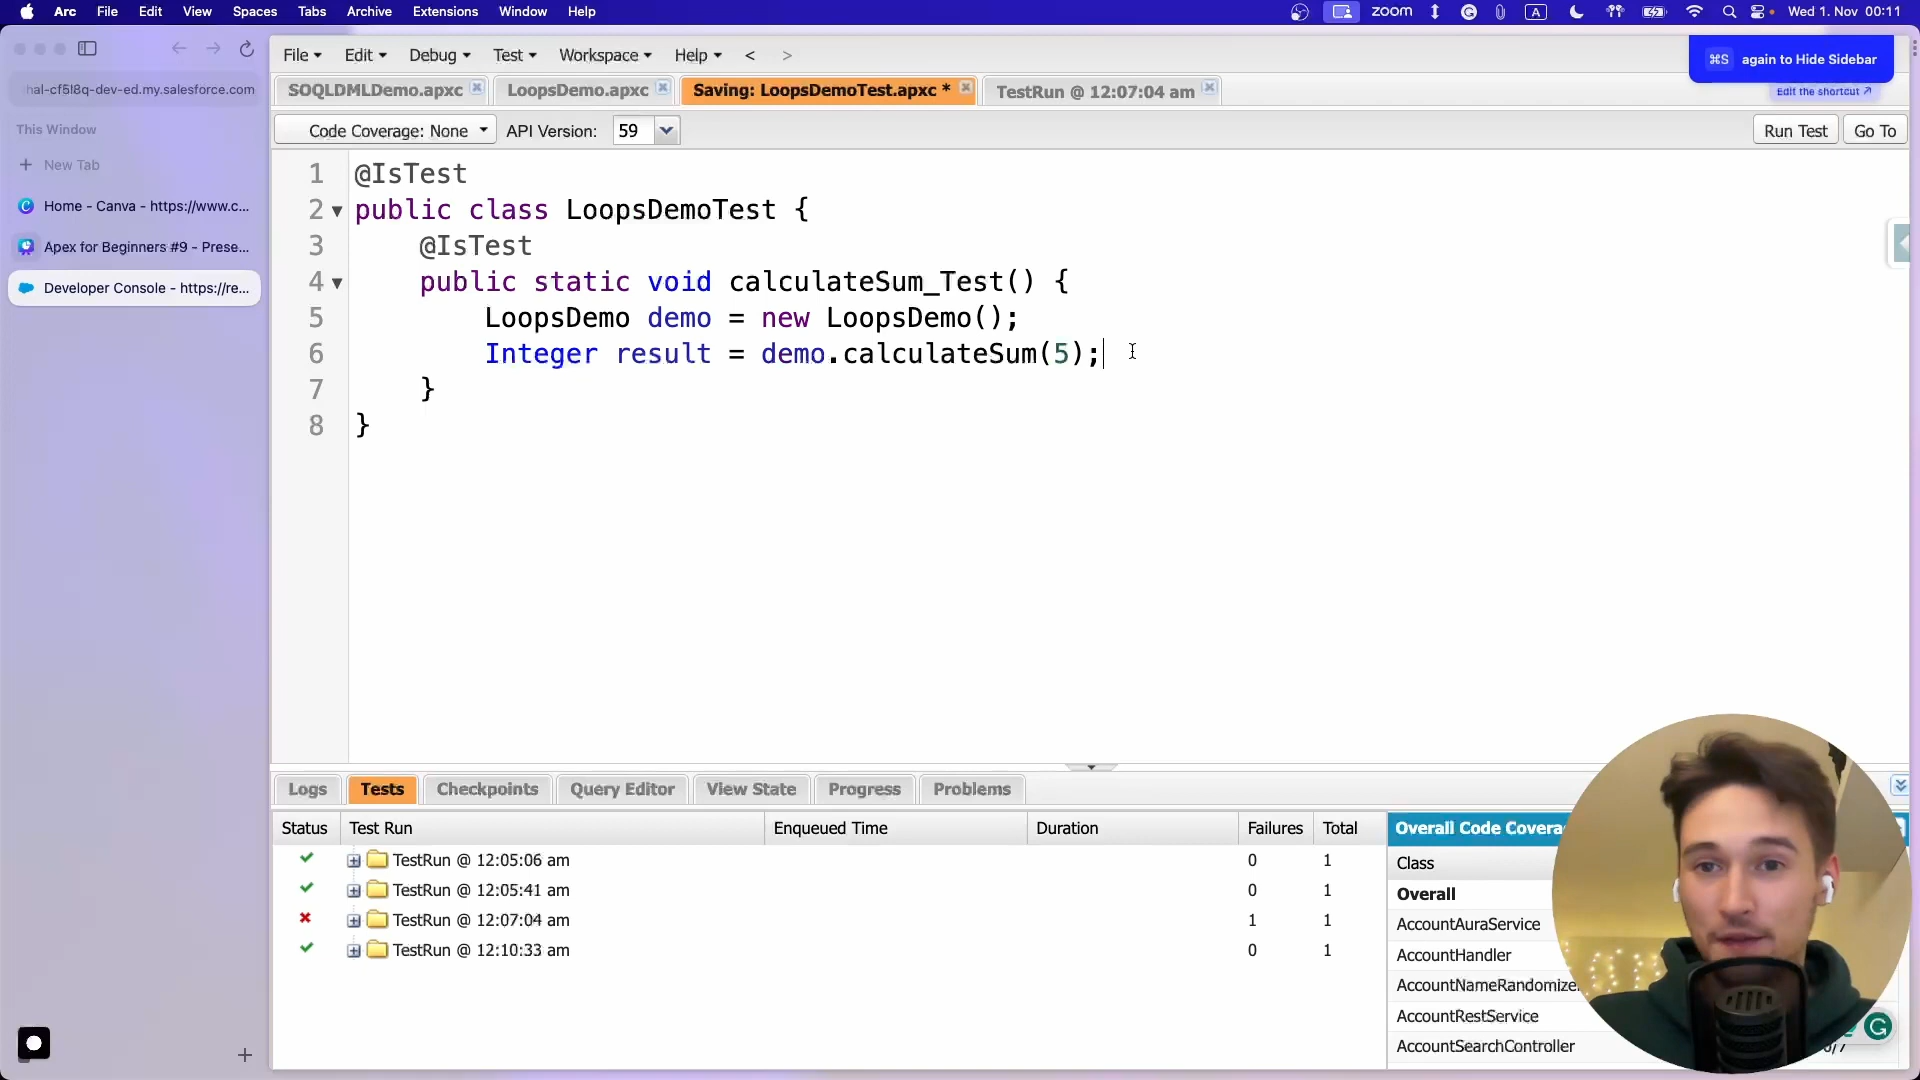 Arc File Edit View Spaces Tabs Archive Extensions Window Help
zoom A Wed 1. Nov 00:11
hal-cf5l8q-dev-ed.my.salesforce.com
This Window
New Tab
Home - Canva - https://www.c...
Apex for Beginners #9 - Prese...
Developer Console - https://re...
File Edit Debug Test Workspace Help < >
⌘S again to Hide Sidebar
Edit the shortcut ↗
SOQLDMLDemo.apxc LoopsDemo.apxc Saving: LoopsDemoTest.apxc * TestRun @ 12:07:04 am
Code Coverage: None API Version: 59 Run Test Go To
1 @IsTest
2 public class LoopsDemoTest {
3 @IsTest
4 public static void calculateSum_Test() {
5 LoopsDemo demo = new LoopsDemo();
6 Integer result = demo.calculateSum(5);
7 }
8 }
Logs Tests Checkpoints Query Editor View State Progress Problems
Status Test Run Enqueued Time Duration Failures Total
TestRun @ 12:05:06 am 0 1
TestRun @ 12:05:41 am 0 1
TestRun @ 12:07:04 am 1 1
TestRun @ 12:10:33 am 0 1
Overall Code
Class
Overall
AccountAuraService
AccountHandler
AccountNameRandomize
AccountRestService
AccountSearchController